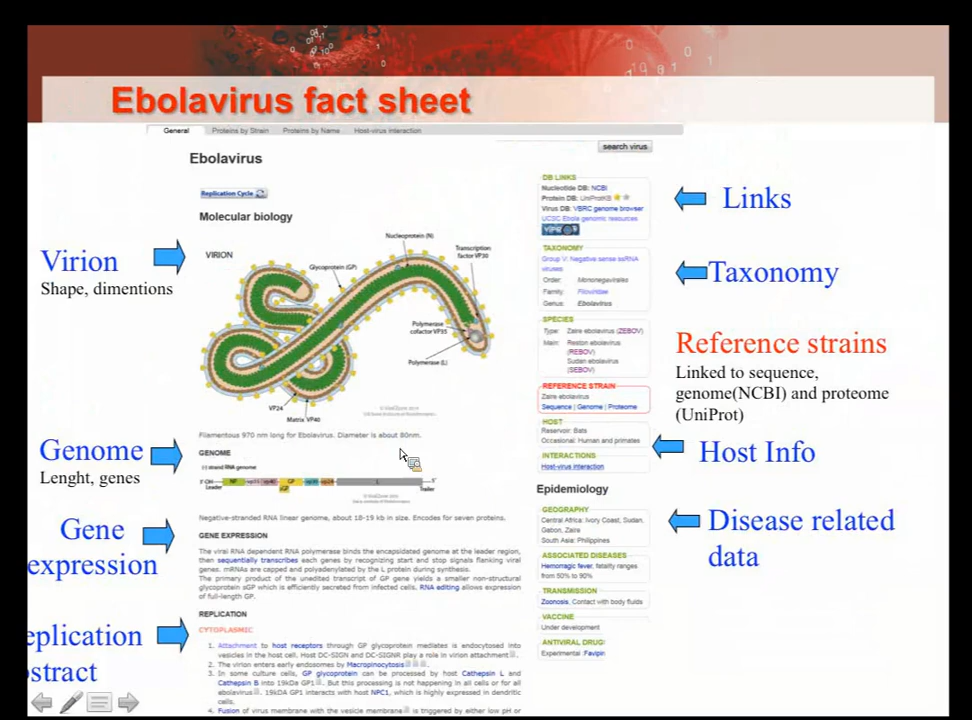 Ebolavirus fact sheet
General
Proteins by Strain
Proteins by Name
Host-virus interaction
search virus
Ebolavirus
Replication Cycle
Molecular biology
VIRION
Nucleoprotein (N)
Glycoprotein (GP)
Transcription
factor VP30
Polymerase
cofactor VP35
Polymerase (L)
VP24
Matrix VP40
Filamentous 970 nm long for Ebolavirus. Diameter is about 80nm.
GENOME
(-) strand RNA genome
3'-OH
Leader
NP
vp35
vp40
GP
sGP
vp30
vp24
L
5'
Trailer
Negative-stranded RNA linear genome, about 18-19 kb in size. Encodes for seven proteins.
GENE EXPRESSION
The viral RNA dependent RNA polymerase binds the encapsidated genome at the leader region,
then sequentially transcribes each genes by recognizing start and stop signals flanking viral
genes. mRNAs are capped and polyadenylated by the L protein during synthesis.
The primary product of the unedited transcript of GP gene yields a smaller non-structural
glycoprotein sGP which is efficiently secreted from infected cells. RNA editing allows expression
of full-length GP.
REPLICATION
CYTOPLASMIC
1. Attachment to host receptors through GP glycoprotein mediates is endocytosed into
vesicles in the host cell. Host DC-SIGN and DC-SIGNR play a role in virion attachment.
2. The virion enters early endosomes by Macropinocytosis
3. In some culture cells, GP glycoprotein can be processed by host Cathepsin L and
Cathepsin B into 19kDa GP1. But this processing is not happening in all cells or for all
ebolavirus. 19kDA GP1 interacts with host NPC1, which is highly expressed in dendritic
cells.
4. Fusion of virus membrane with the vesicle membrane is triggered by either low pH or
DB LINKS
Nucleotide DB: NCBI
Protein DB: UniProtKB
Virus DB: VBRC genome browser
UCSC Ebola genomic resources
ViPR
TAXONOMY
Group V: Negative sense ssRNA
viruses
Order: Mononegavirales
Family: Filoviridae
Genus: Ebolavirus
SPECIES
Type: Zaire ebolavirus (ZEBOV)
Main: Reston ebolavirus
(REBOV)
Sudan ebolavirus
(SEBOV)
REFERENCE STRAIN
Zaire ebolavirus
Sequence | Genome | Proteome
HOST
Reservoir: Bats
Occasional: Human and primates
INTERACTIONS
Host-virus interaction
Epidemiology
GEOGRAPHY
Central Africa: Ivory Coast, Sudan,
Gabon, Zaire
South Asia: Philippines
ASSOCIATED DISEASES
Hemorragic fever, fatality ranges
from 50% to 90%
TRANSMISSION
Zoonosis, Contact with body fluids
VACCINE
Under development
ANTIVIRAL DRUG
Experimental: Favipir
Virion
Shape, dimentions
Genome
Lenght, genes
Gene
expression
eplication
bstract
Links
Taxonomy
Reference strains
Linked to sequence,
genome(NCBI) and proteome
(UniProt)
Host Info
Disease related
data